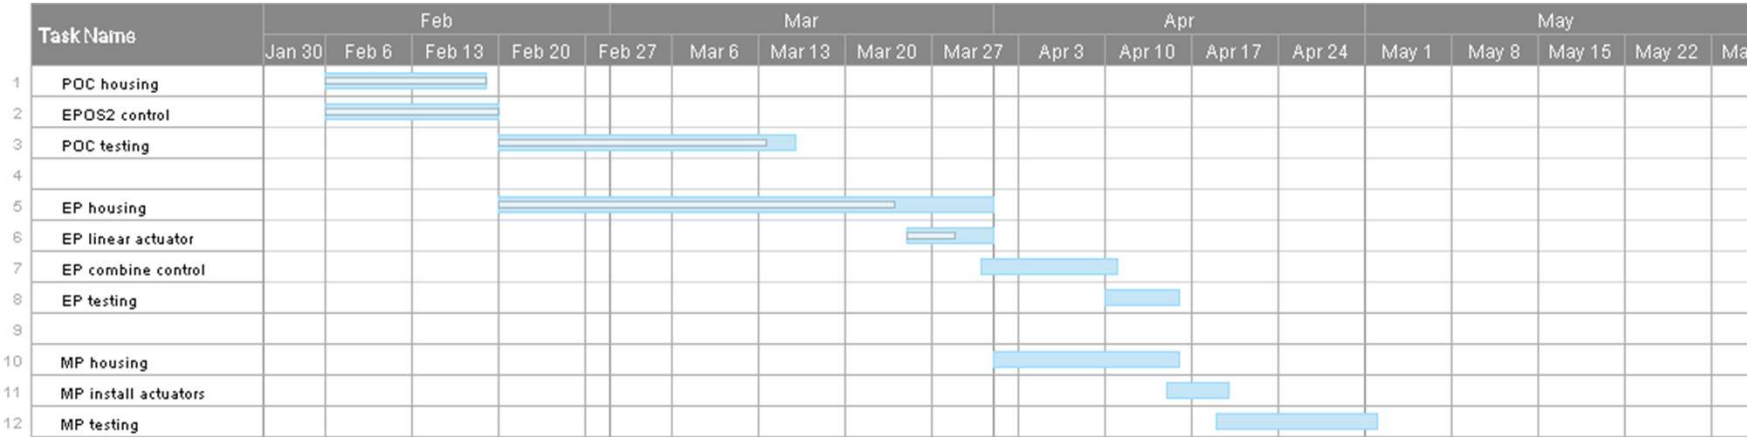 Task Name
Feb Mar Apr May
Jan 30 Feb 6 Feb 13 Feb 20 Feb 27 Mar 6 Mar 13 Mar 20 Mar 27 Apr 3 Apr 10 Apr 17 Apr 24 May 1 May 8 May 15 May 22 Ma
1 POC housing
2 EPOS2 control
3 POC testing
4
5 EP housing
6 EP linear actuator
7 EP combine control
8 EP testing
9
10 MP housing
11 MP install actuators
12 MP testing